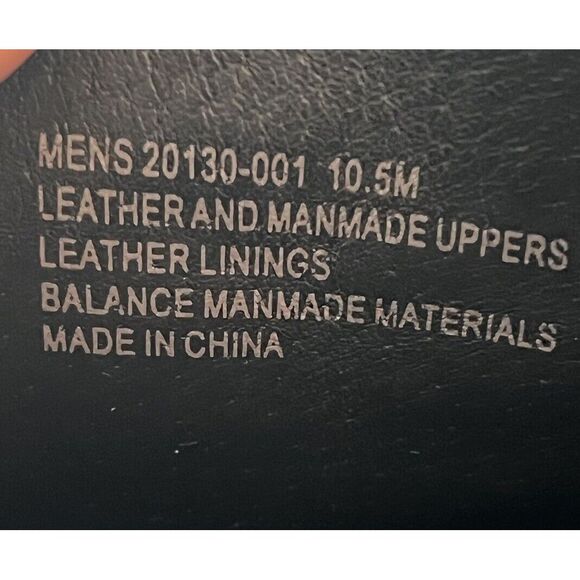 MENS 20130-001 10.5M
LEATHER AND MANMADE UPPERS
LEATHER LININGS
BALANCE MANMADE MATERIALS
MADE IN CHINA